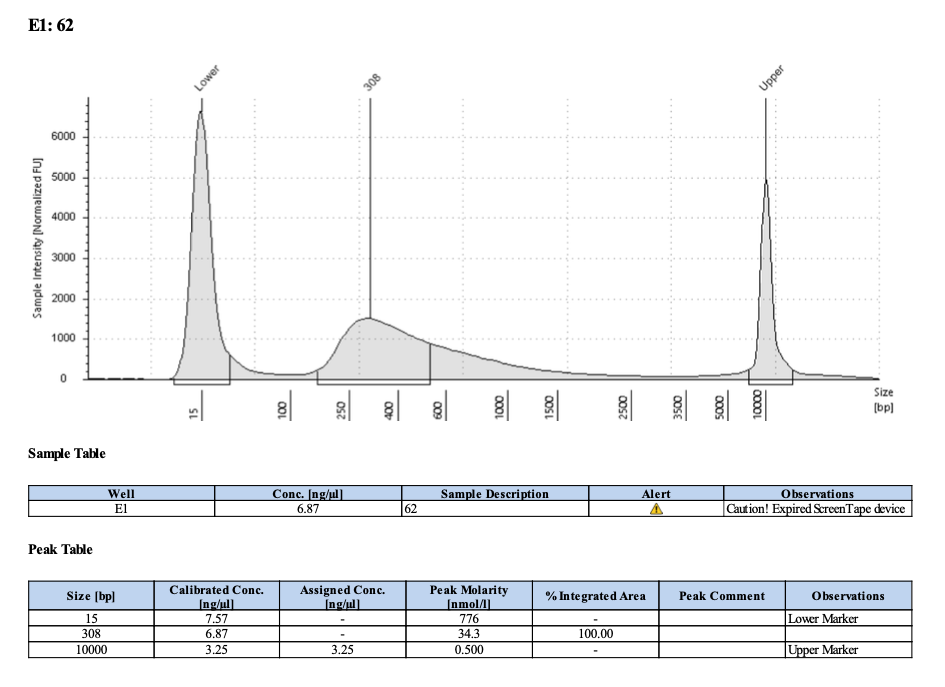 E1: 62
Lower
308
Upper
Sample Intensity [Normalized FU]
6000
5000
4000
3000
2000
1000
0
15
100
250
400
600
1000
1500
2500
3500
5000
10000
Size
[bp]
Sample Table
Well Conc. [ng/µl] Sample Description Alert Observations
E1 6.87 62 Caution! Expired ScreenTape device
Peak Table
Size [bp] Calibrated Conc. [ng/µl] Assigned Conc. [ng/µl] Peak Molarity [nmol/l] % Integrated Area Peak Comment Observations
15 7.57 - 776 - Lower Marker
308 6.87 - 34.3 100.00
10000 3.25 3.25 0.500 - Upper Marker